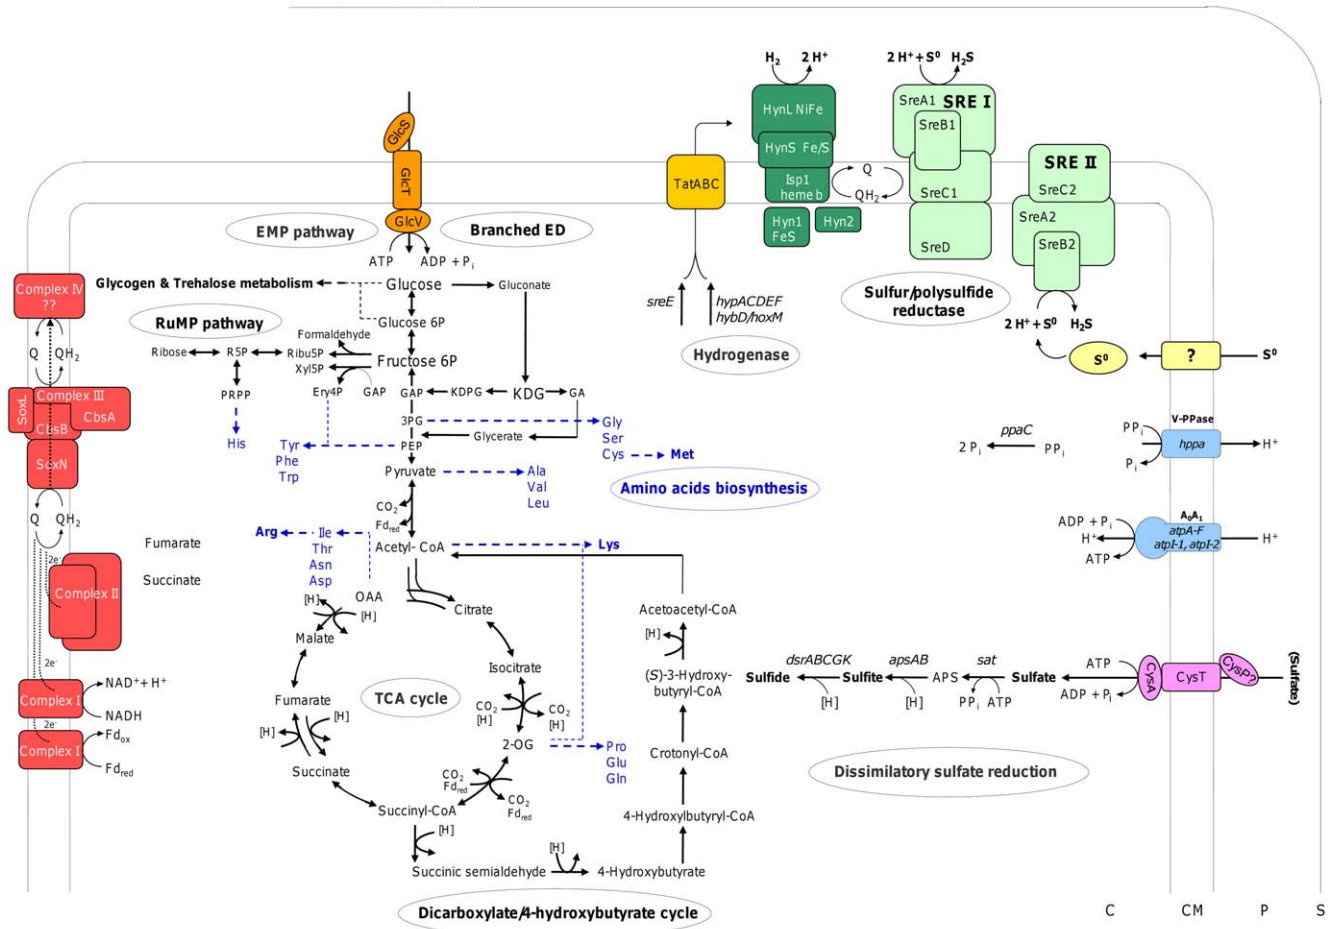 H₂ 2 H⁺
2 H⁺ + S⁰ H₂S
HynL NiFe
HynS Fe/S
Isp1
heme b
Hyn1
FeS
Hyn2
Q
QH₂
SreA1 SRE I
SreB1
SreC1
SreD
SRE II
SreC2
SreA2
SreB2
2 H⁺ + S⁰ H₂S
Sulfur/polysulfide
reductase
S⁰
?
S⁰
TatABC
sreE
hypACDEF
hybD/hoxM
Hydrogenase
GlcS
GlcT
GlcV
EMP pathway
Branched ED
ATP ADP + Pᵢ
Glycogen & Trehalose metabolism
Glucose
Gluconate
RuMP pathway
Glucose 6P
Formaldehyde
Ribose R5P Ribu5P
Xyl5P
Fructose 6P
PRPP
Ery4P GAP GAP KDPG KDG GA
His
3PG
Gly
Ser
Cys Met
Glycerate
Tyr
Phe
Trp
PEP
Pyruvate
Ala
Val
Leu
Amino acids biosynthesis
CO₂
Fdred
Arg Ile
Thr
Asn
Asp
Acetyl- CoA
Lys
OAA
[H]
[H]
Citrate
Malate
Isocitrate
Fumarate
TCA cycle
CO₂
[H]
CO₂
[H]
[H]
[H]
2-OG
Pro
Glu
Gln
Succinate
CO₂
Fdred
CO₂
Fdred
Succinyl-CoA
[H]
Succinic semialdehyde
[H]
4-Hydroxybutyrate
4-Hydroxylbutyryl-CoA
Crotonyl-CoA
(S)-3-Hydroxy-
butyryl-CoA
[H]
Acetoacetyl-CoA
Dicarboxylate/4-hydroxybutyrate cycle
Complex IV
??
Q QH₂
SoxL
Complex III
CbsA
CbsB
SoxN
Q QH₂
Fumarate
2e⁻
Succinate
Complex II
2e⁻
NAD⁺ + H⁺
Complex I
NADH
2e⁻
Fdox
Complex I
Fdred
ppaC
2 Pᵢ PPᵢ
V-PPase
PPᵢ
hppa
H⁺
Pᵢ
A₀A₁
ADP + Pᵢ
atpA-F
H⁺
atpI-1, atpI-2
H⁺
ATP
dsrABCGK apsAB sat
Sulfide Sulfite APS Sulfate
[H] [H] PPᵢ ATP
ATP
ADP + Pᵢ
CysA
CysT
CysP?
(Sulfate)
Dissimilatory sulfate reduction
C CM P S